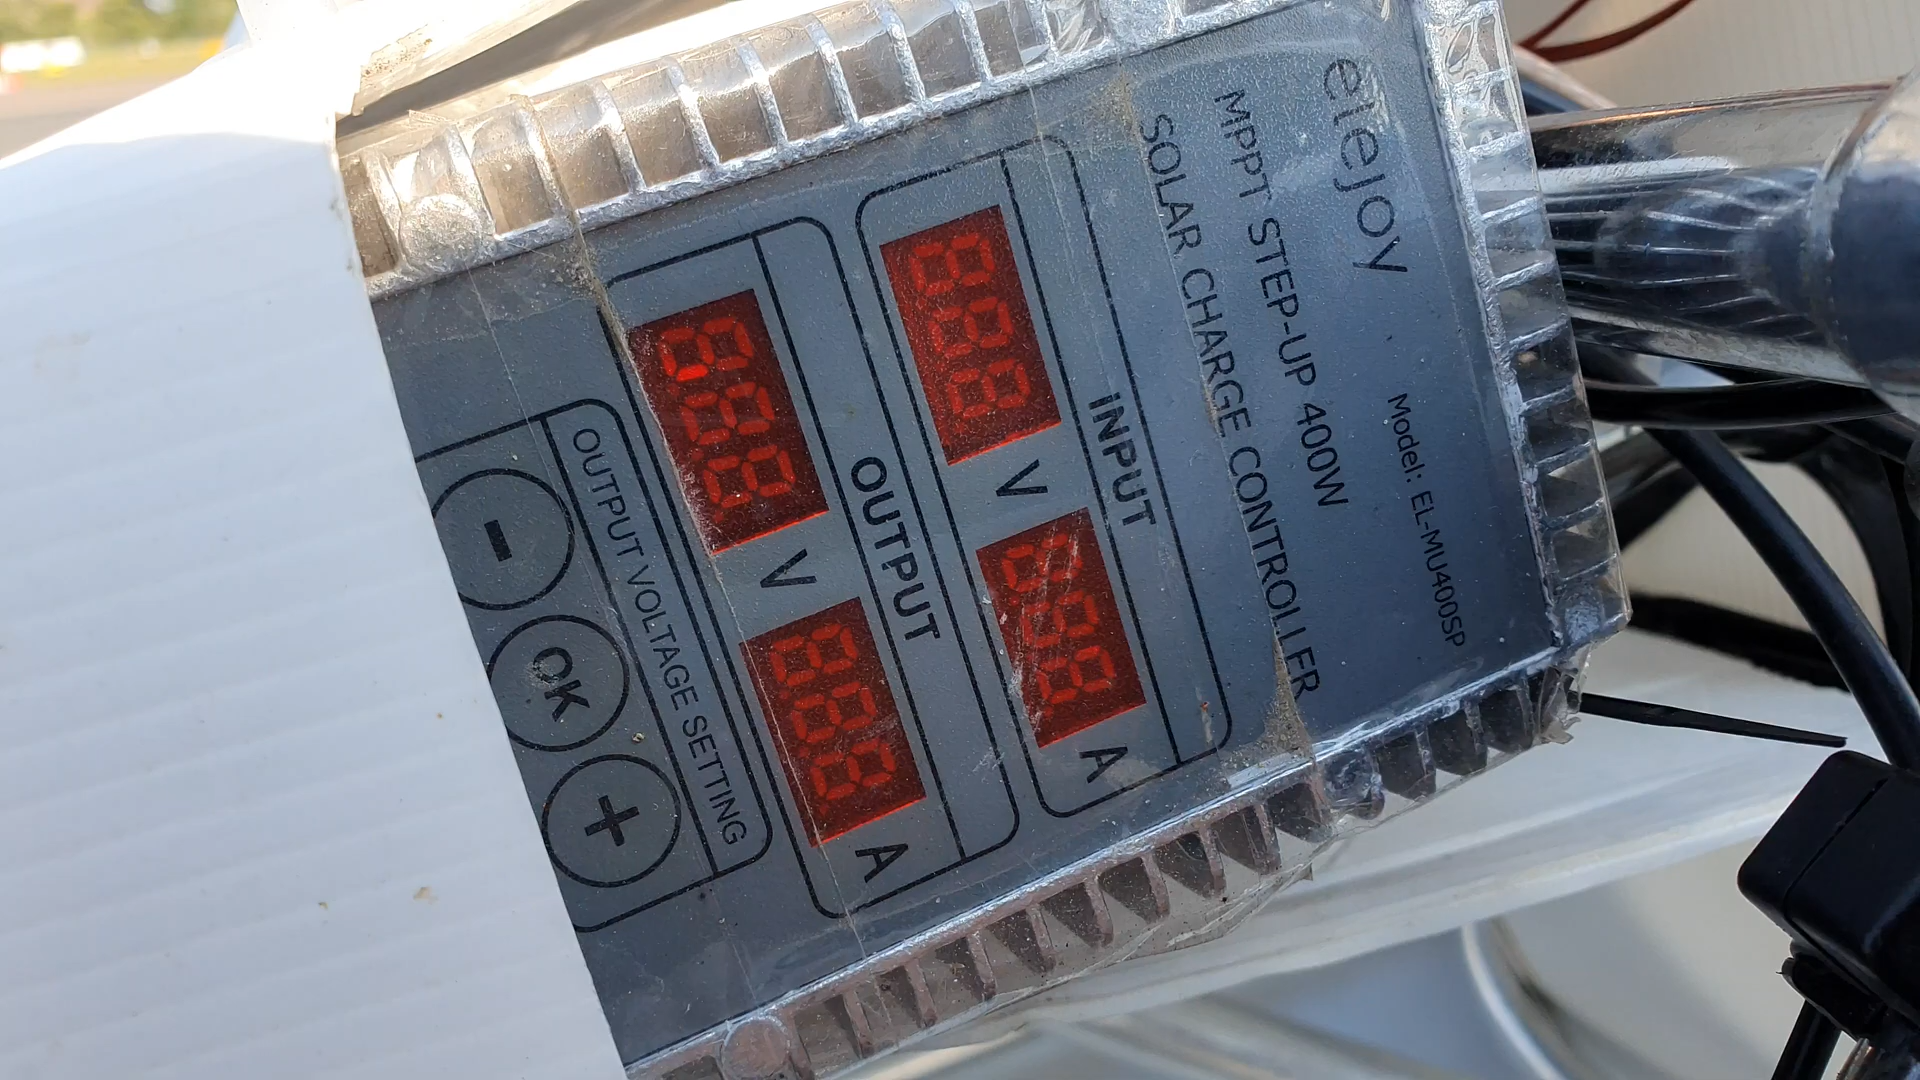 elejoy
Model: EL-MU400SP
MPPT STEP-UP 400W
SOLAR CHARGE CONTROLLER
INPUT
V A
OUTPUT
V A
OUTPUT VOLTAGE SETTING
- OK +